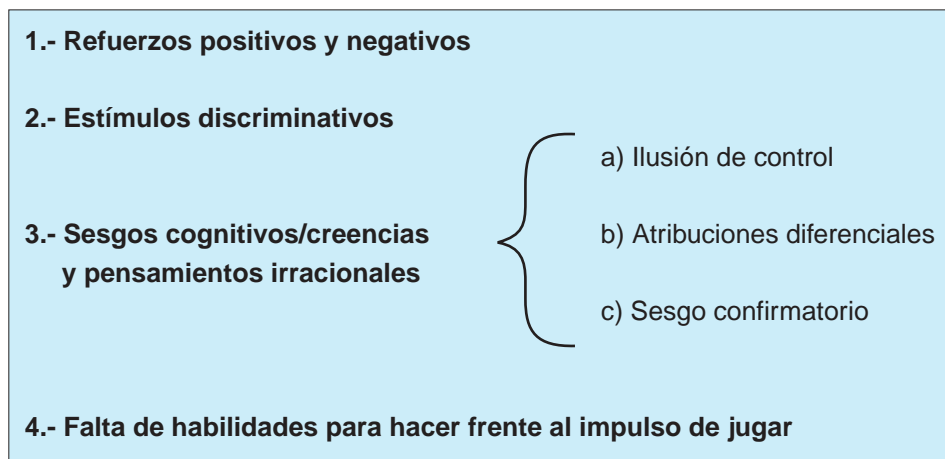 1.- Refuerzos positivos y negativos
2.- Estímulos discriminativos
3.- Sesgos cognitivos/creencias
y pensamientos irracionales
a) Ilusión de control
b) Atribuciones diferenciales
c) Sesgo confirmatorio
4.- Falta de habilidades para hacer frente al impulso de jugar